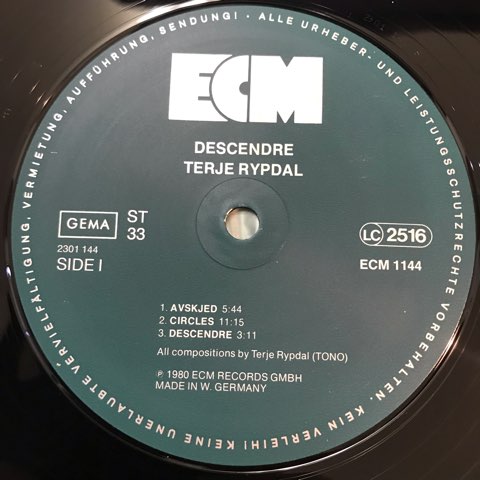 ALLE URHEBER- UND LEISTUNGSSCHUTZRECHTE VORBEHALTEN. KEIN VERLEIH! KEINE UNERLAUBTE VERVIELFÄLTIGUNG, VERMIETUNG, AUFFÜHRUNG, SENDUNG! ·
ECM
DESCENDRE
TERJE RYPDAL
GEMA
ST
33
LC 2516
2301 144
SIDE I
ECM 1144
1. AVSKJED 5:44
2. CIRCLES 11:15
3. DESCENDRE 3:11
All compositions by Terje Rypdal (TONO)
℗ 1980 ECM RECORDS GMBH
MADE IN W. GERMANY